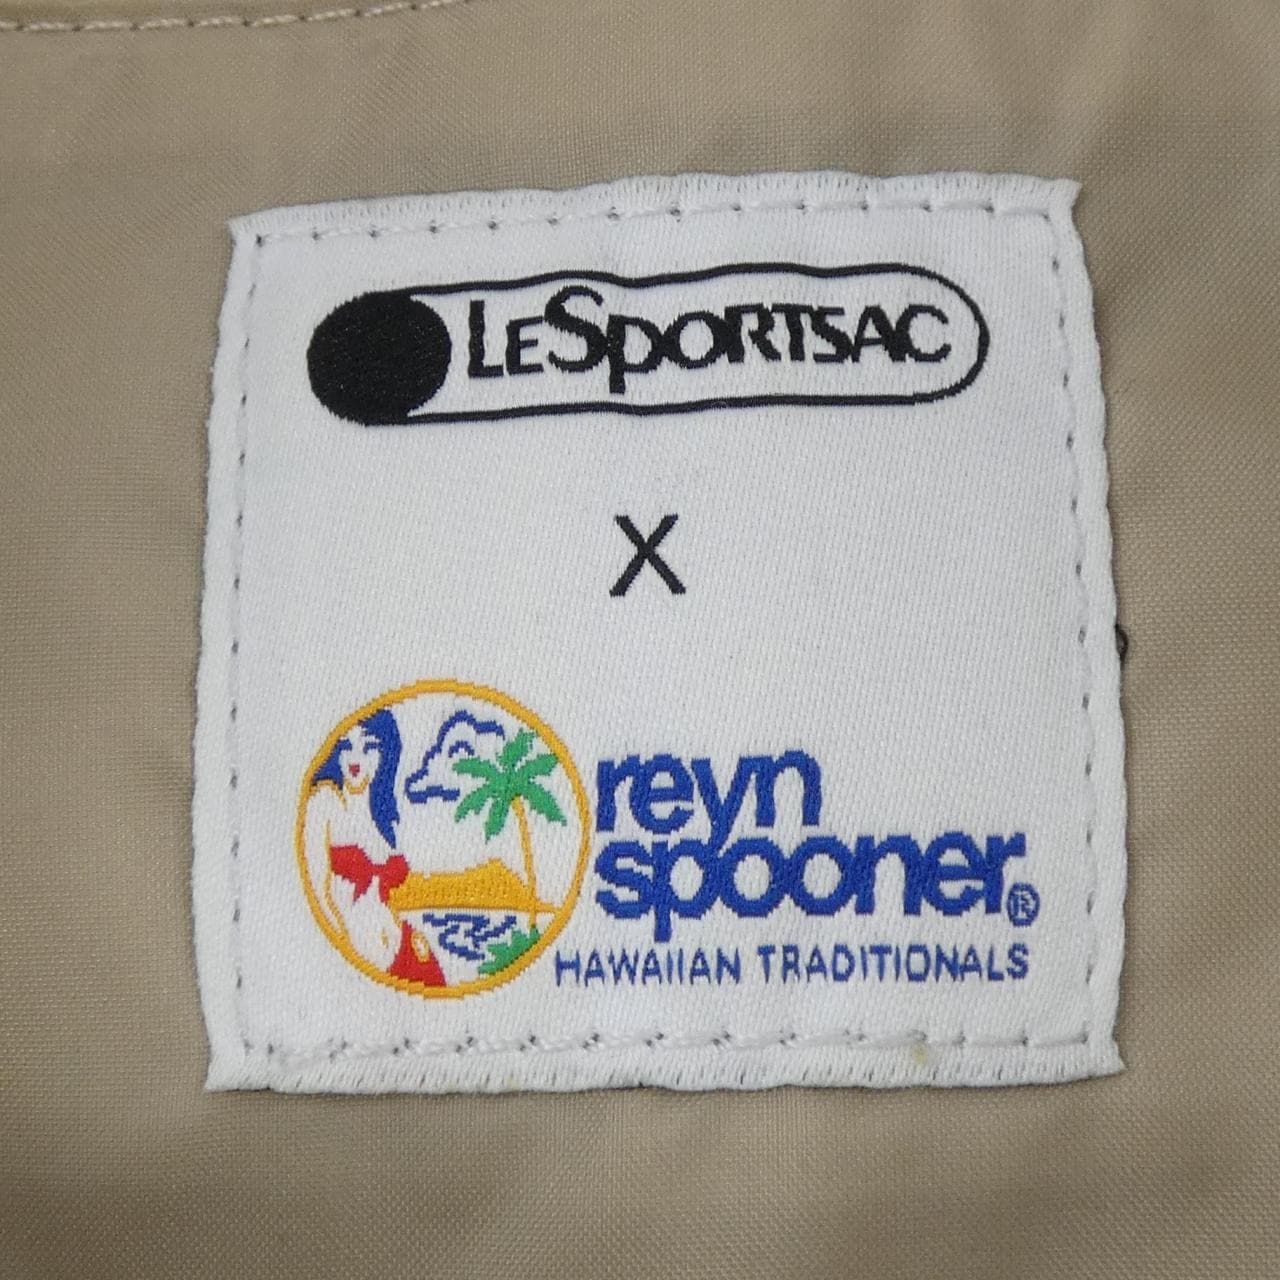 LeSportsac
X
reyn
spooner®
HAWAIIAN TRADITIONALS